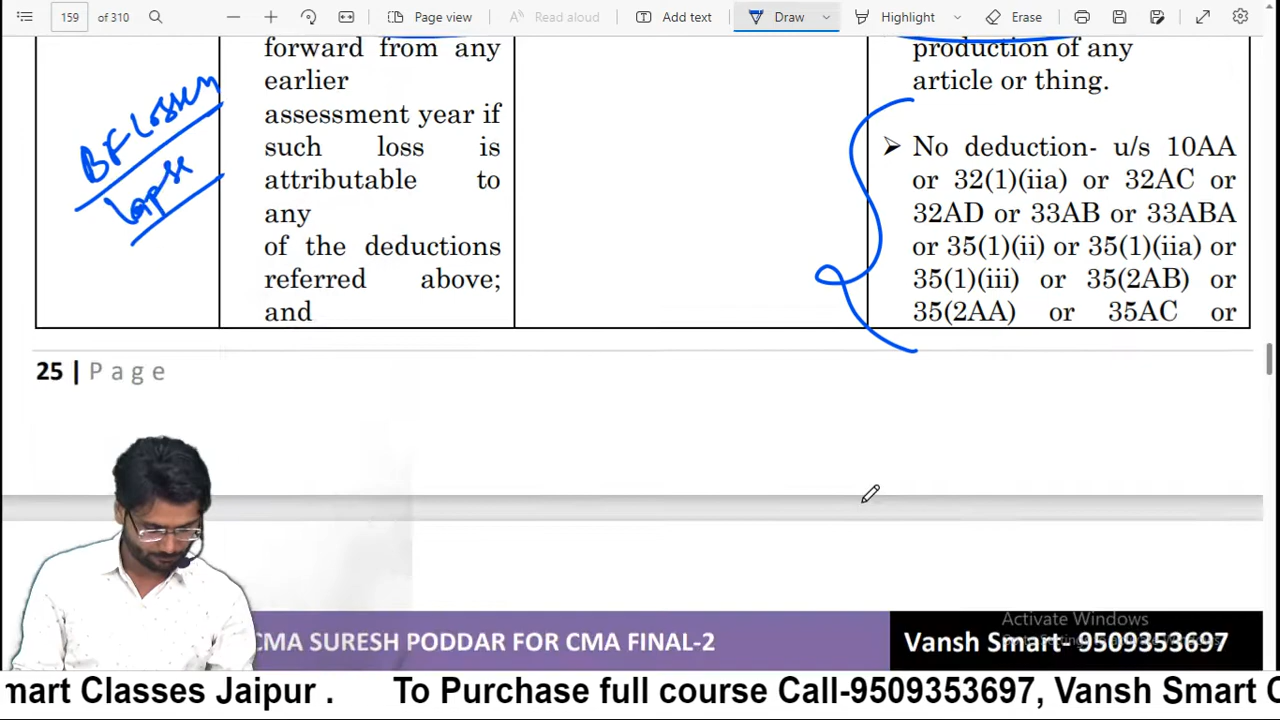 159 of 310
Page view
Read aloud
Add text
Draw
Highlight
Erase
BF Losses
lapse
forward from any
earlier
assessment year if
such loss is
attributable to
any
of the deductions
referred above;
and
production of any
article or thing.
➢ No deduction- u/s 10AA
or 32(1)(iia) or 32AC or
32AD or 33AB or 33ABA
or 35(1)(ii) or 35(1)(iia) or
35(1)(iii) or 35(2AB) or
35(2AA) or 35AC or
25 | P a g e
CMA SURESH PODDAR FOR CMA FINAL-2
Activate Windows
Vansh Smart- 9509353697
mart Classes Jaipur . To Purchase full course Call-9509353697, Vansh Smart C